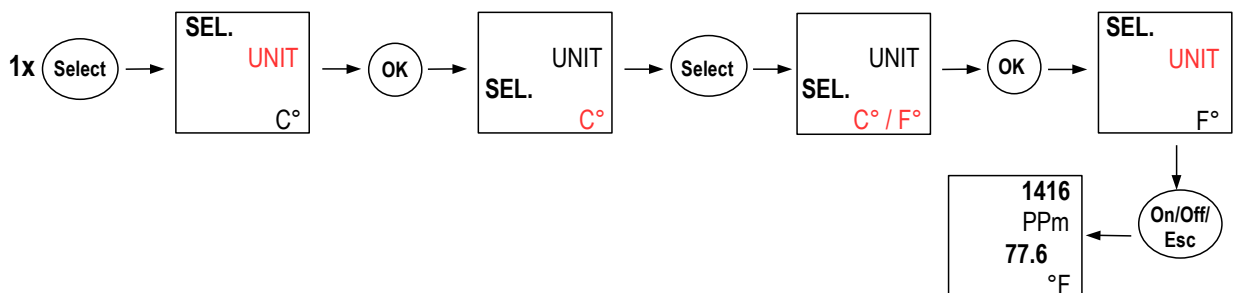 1x
Select
SEL.
UNIT
C°
OK
UNIT
SEL.
C°
Select
UNIT
SEL.
C° / F°
OK
SEL.
UNIT
F°
On/Off/
Esc
1416
PPm
77.6
°F